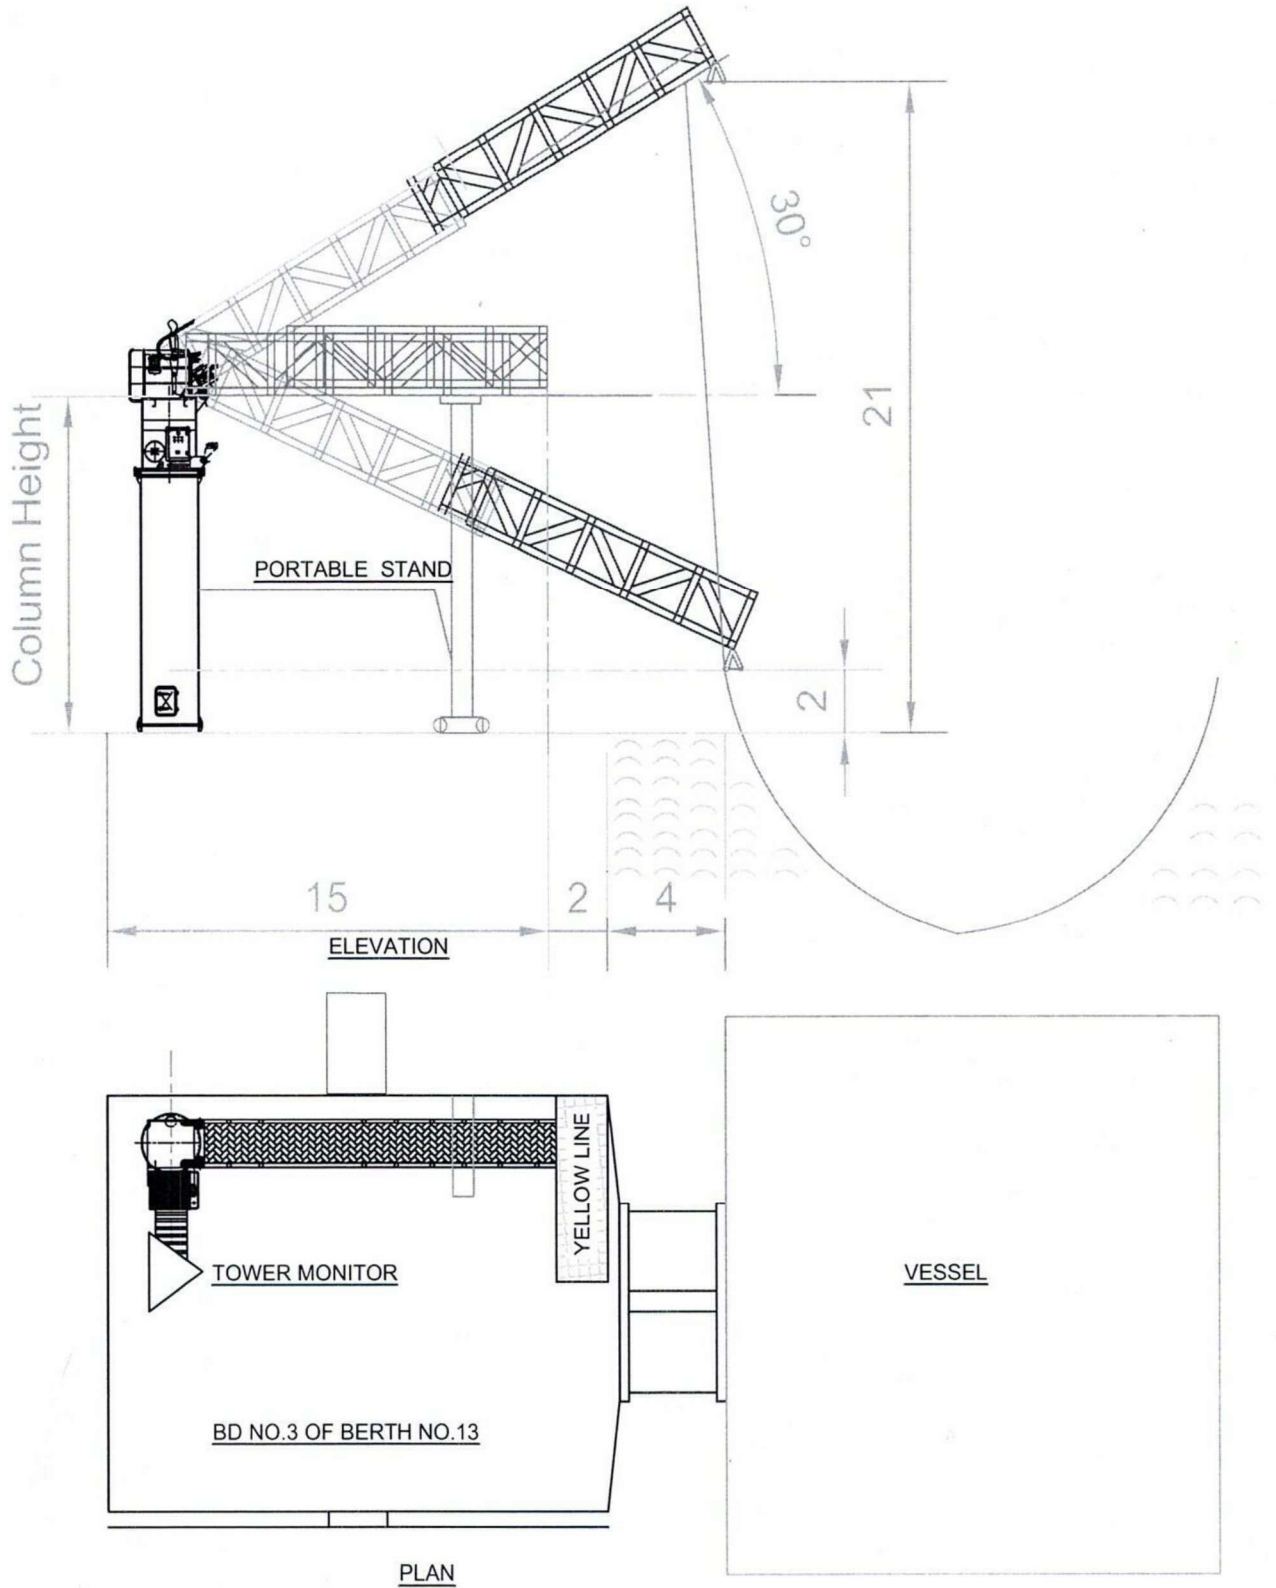 30°
21
Column Height
PORTABLE STAND
2
15
2
4
ELEVATION
YELLOW LINE
TOWER MONITOR
VESSEL
BD NO.3 OF BERTH NO.13
PLAN